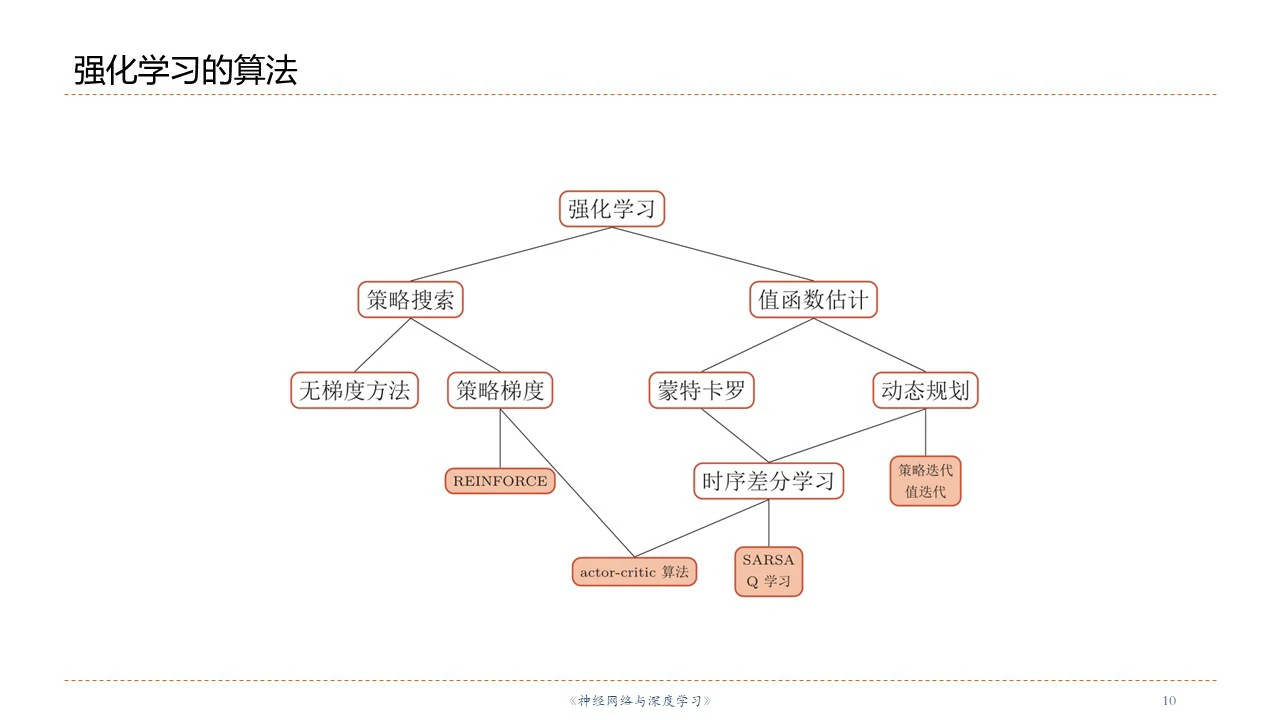 强化学习的算法
强化学习
策略搜索
值函数估计
无梯度方法
策略梯度
蒙特卡罗
动态规划
REINFORCE
时序差分学习
策略迭代
值迭代
actor-critic 算法
SARSA
Q 学习
《神经网络与深度学习》
10